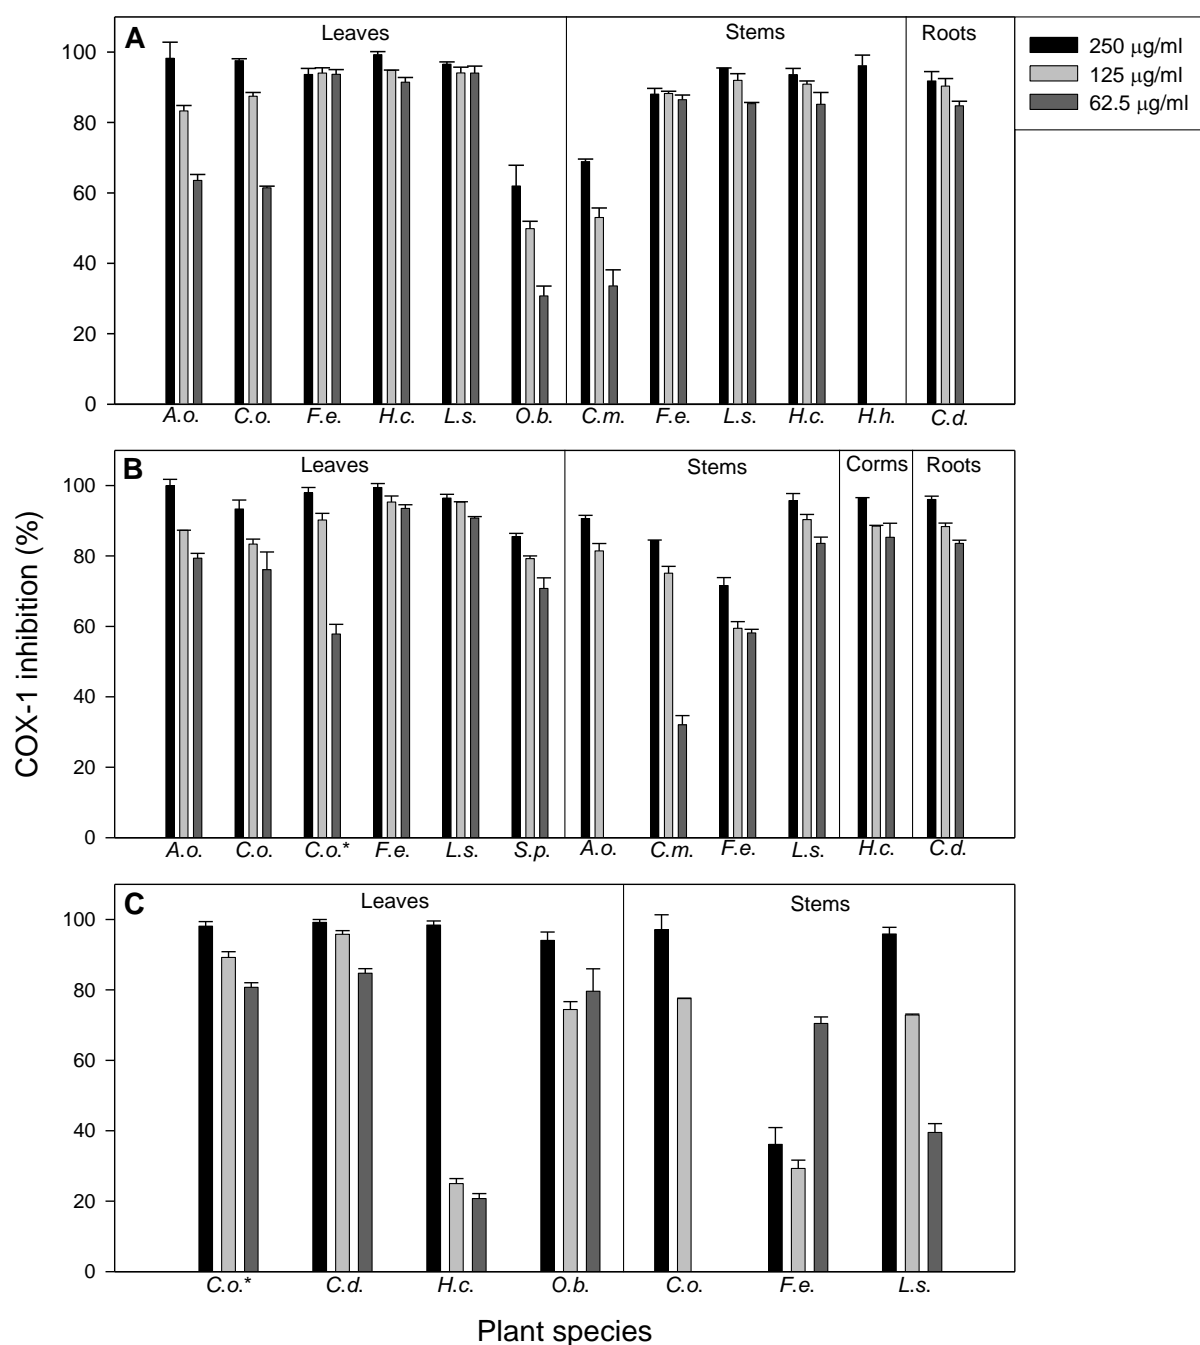 A Leaves Stems Roots
250 μg/ml
125 μg/ml
62.5 μg/ml
100
80
60
40
20
0
A.o. C.o. F.e. H.c. L.s. O.b. C.m. F.e. L.s. H.c. H.h. C.d.
B Leaves Stems Corms Roots
100
80
60
40
20
0
A.o. C.o. C.o.* F.e. L.s. S.p. A.o. C.m. F.e. L.s. H.c. C.d.
COX-1 inhibition (%)
C Leaves Stems
100
80
60
40
20
0
C.o.* C.d. H.c. O.b. C.o. F.e. L.s.
Plant species